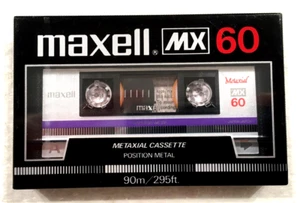 maxell® MX 60
Metaxial
MX
60
maxell
METAXIAL CASSETTE
POSITION METAL
90m/295ft.